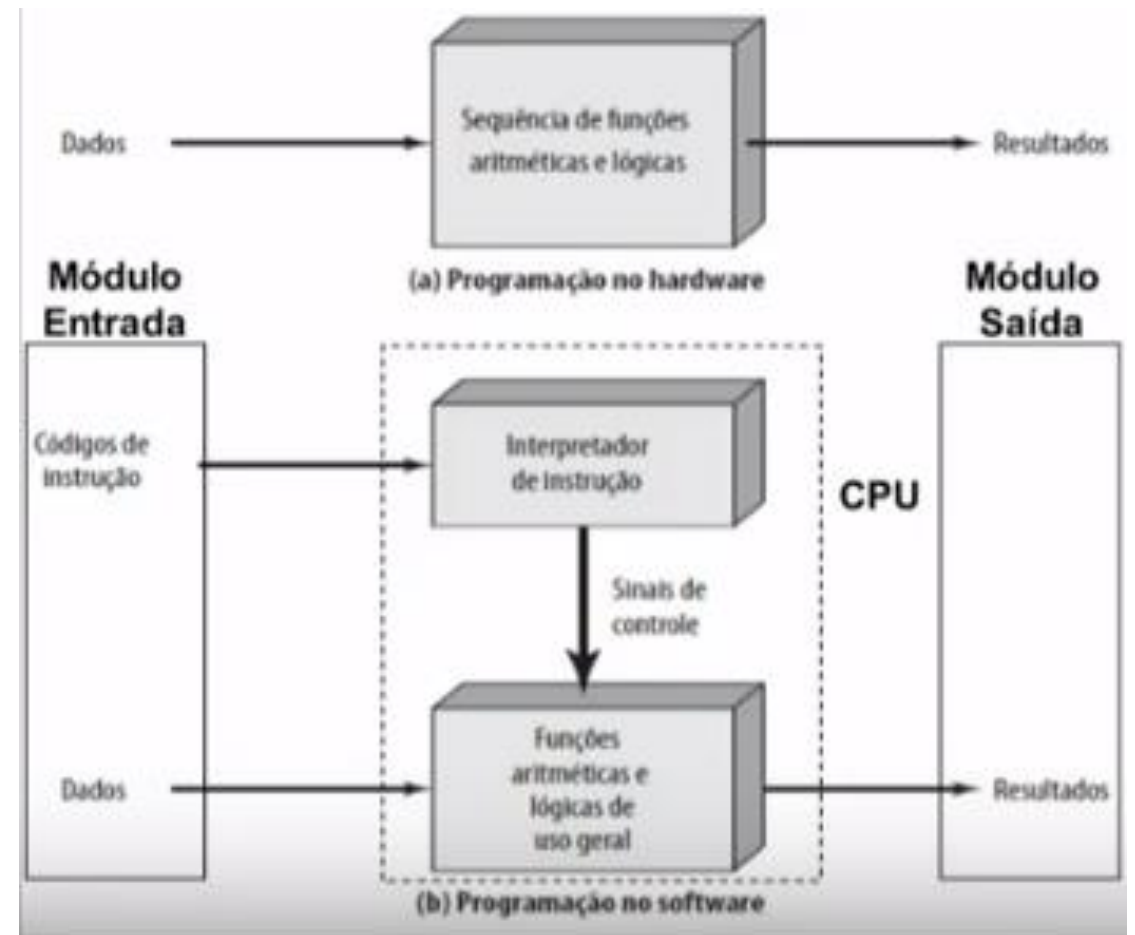 Dados
Sequência de funções
aritméticas e lógicas
Resultados
(a) Programação no hardware
Módulo
Entrada
Módulo
Saída
Códigos de
instrução
Interpretador
de instrução
CPU
Sinais de
controle
Dados
Funções
aritméticas e
lógicas de
uso geral
Resultados
(b) Programação no software